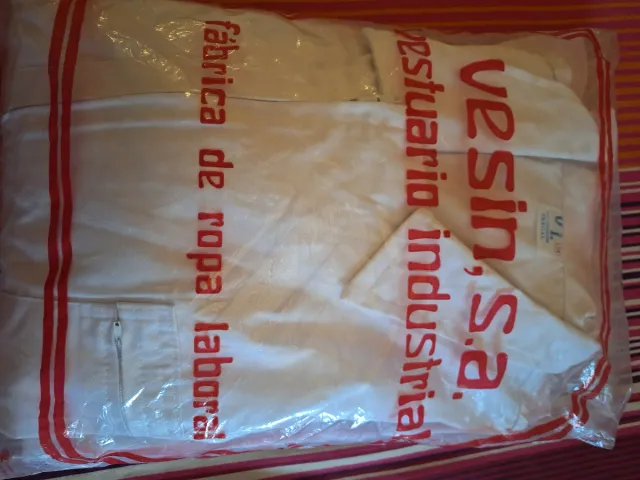 vesin, s.a.
vestuario industrial
fábrica de ropa laboral